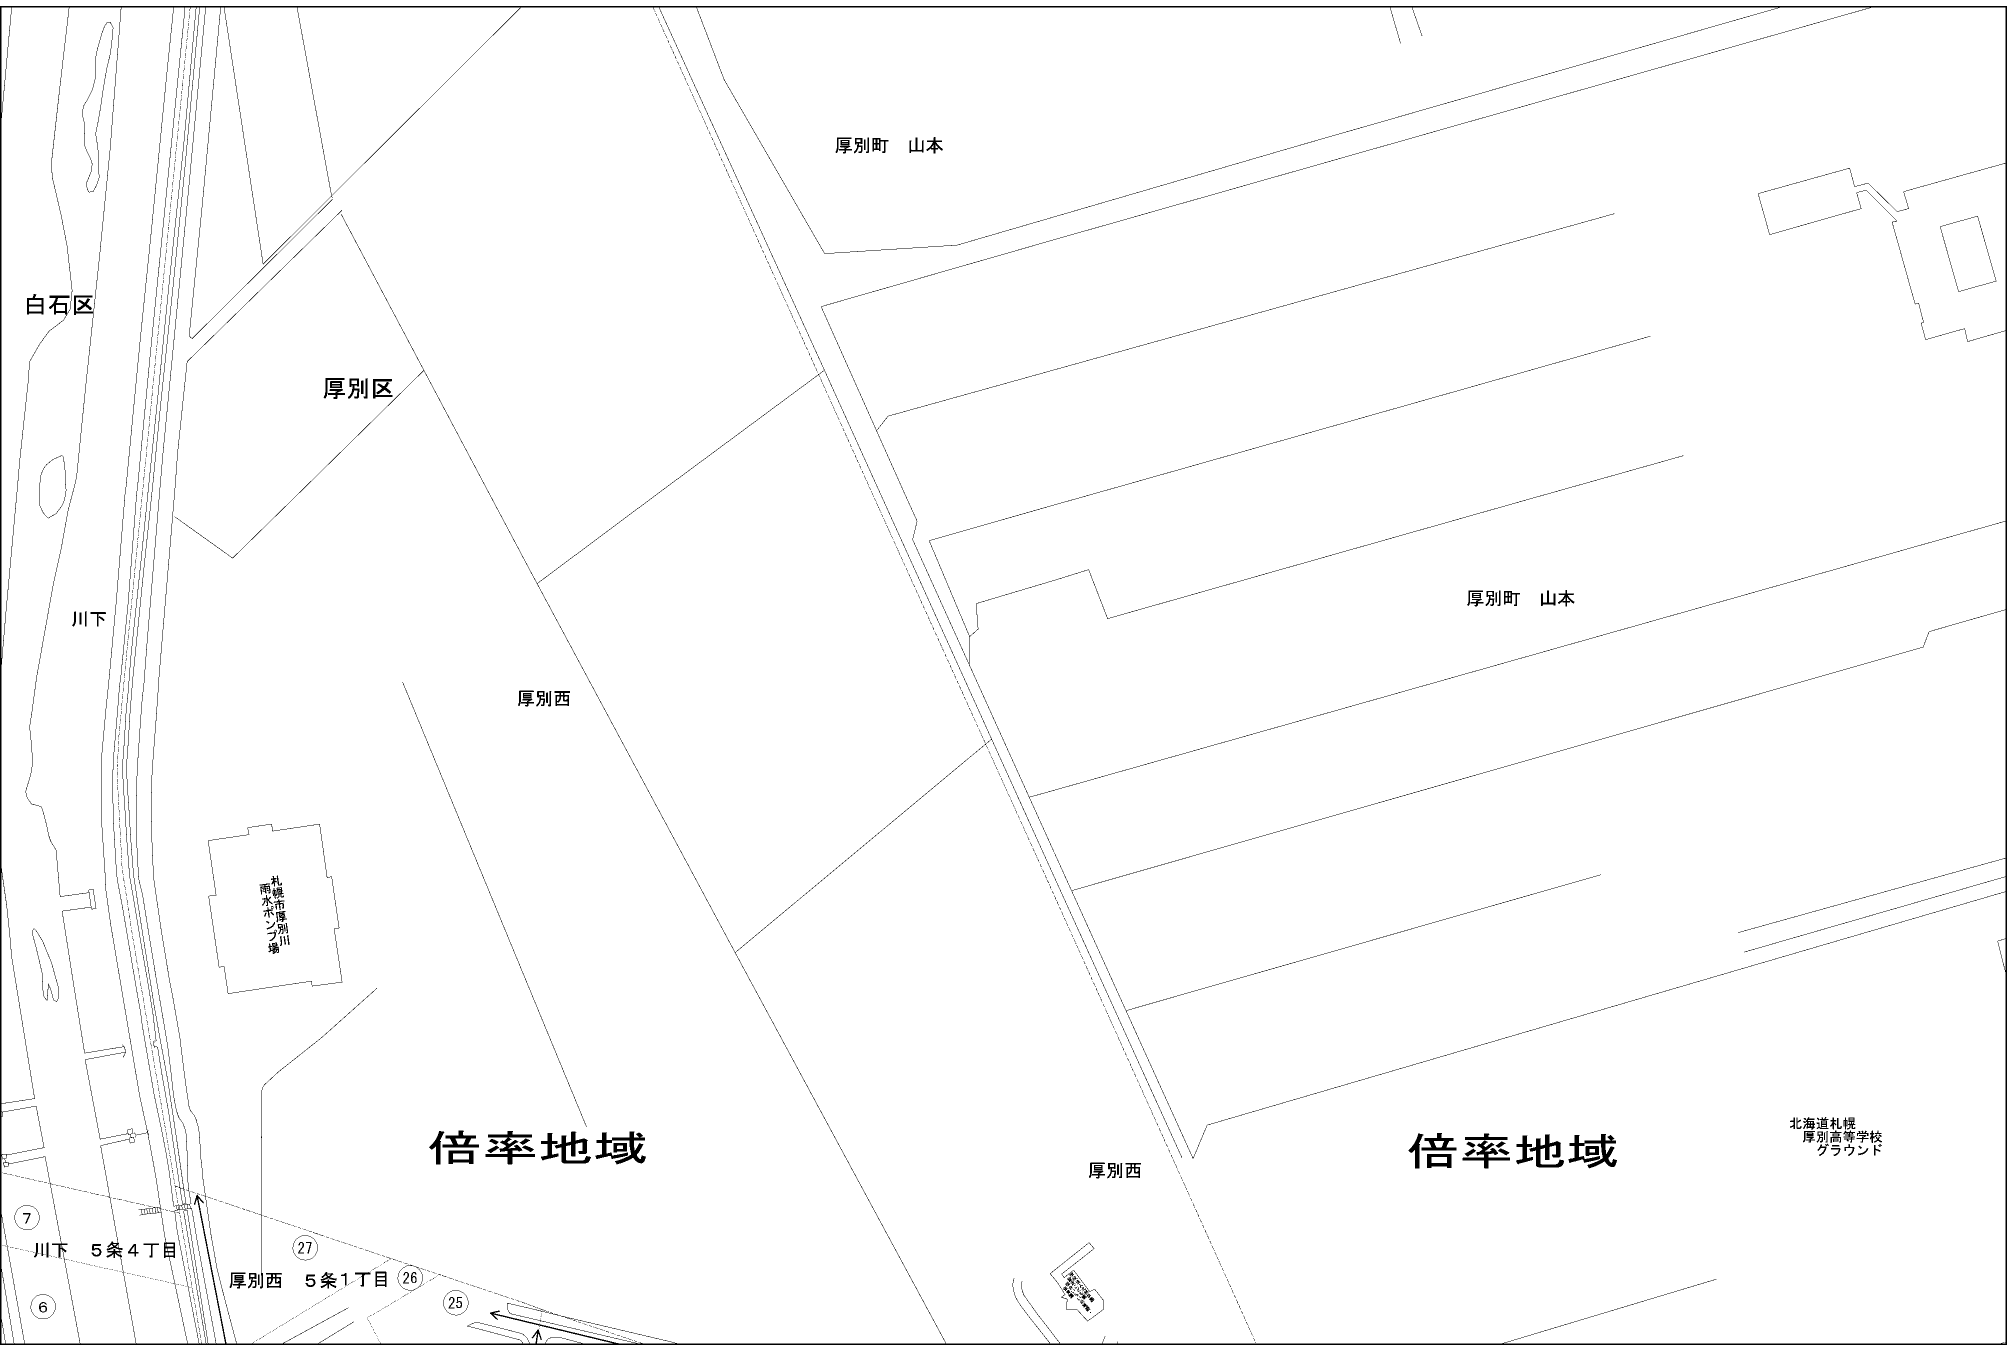 厚別町　山本
白石区
厚別区
川下
厚別町　山本
厚別西
札幌市厚別川
雨水ポンプ場
倍率地域
倍率地域
北海道札幌
厚別高等学校
グラウンド
厚別西
7
27
川下　５条４丁目
厚別西　５条１丁目
26
25
6